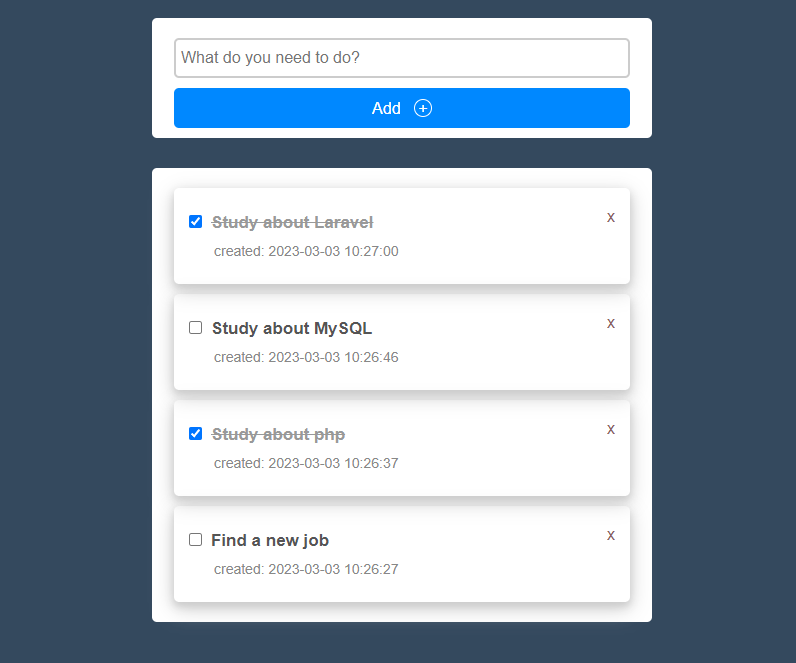 What do you need to do?
Add
Study about Laravel
x
created: 2023-03-03 10:27:00
Study about MySQL
x
created: 2023-03-03 10:26:46
Study about php
x
created: 2023-03-03 10:26:37
Find a new job
x
created: 2023-03-03 10:26:27